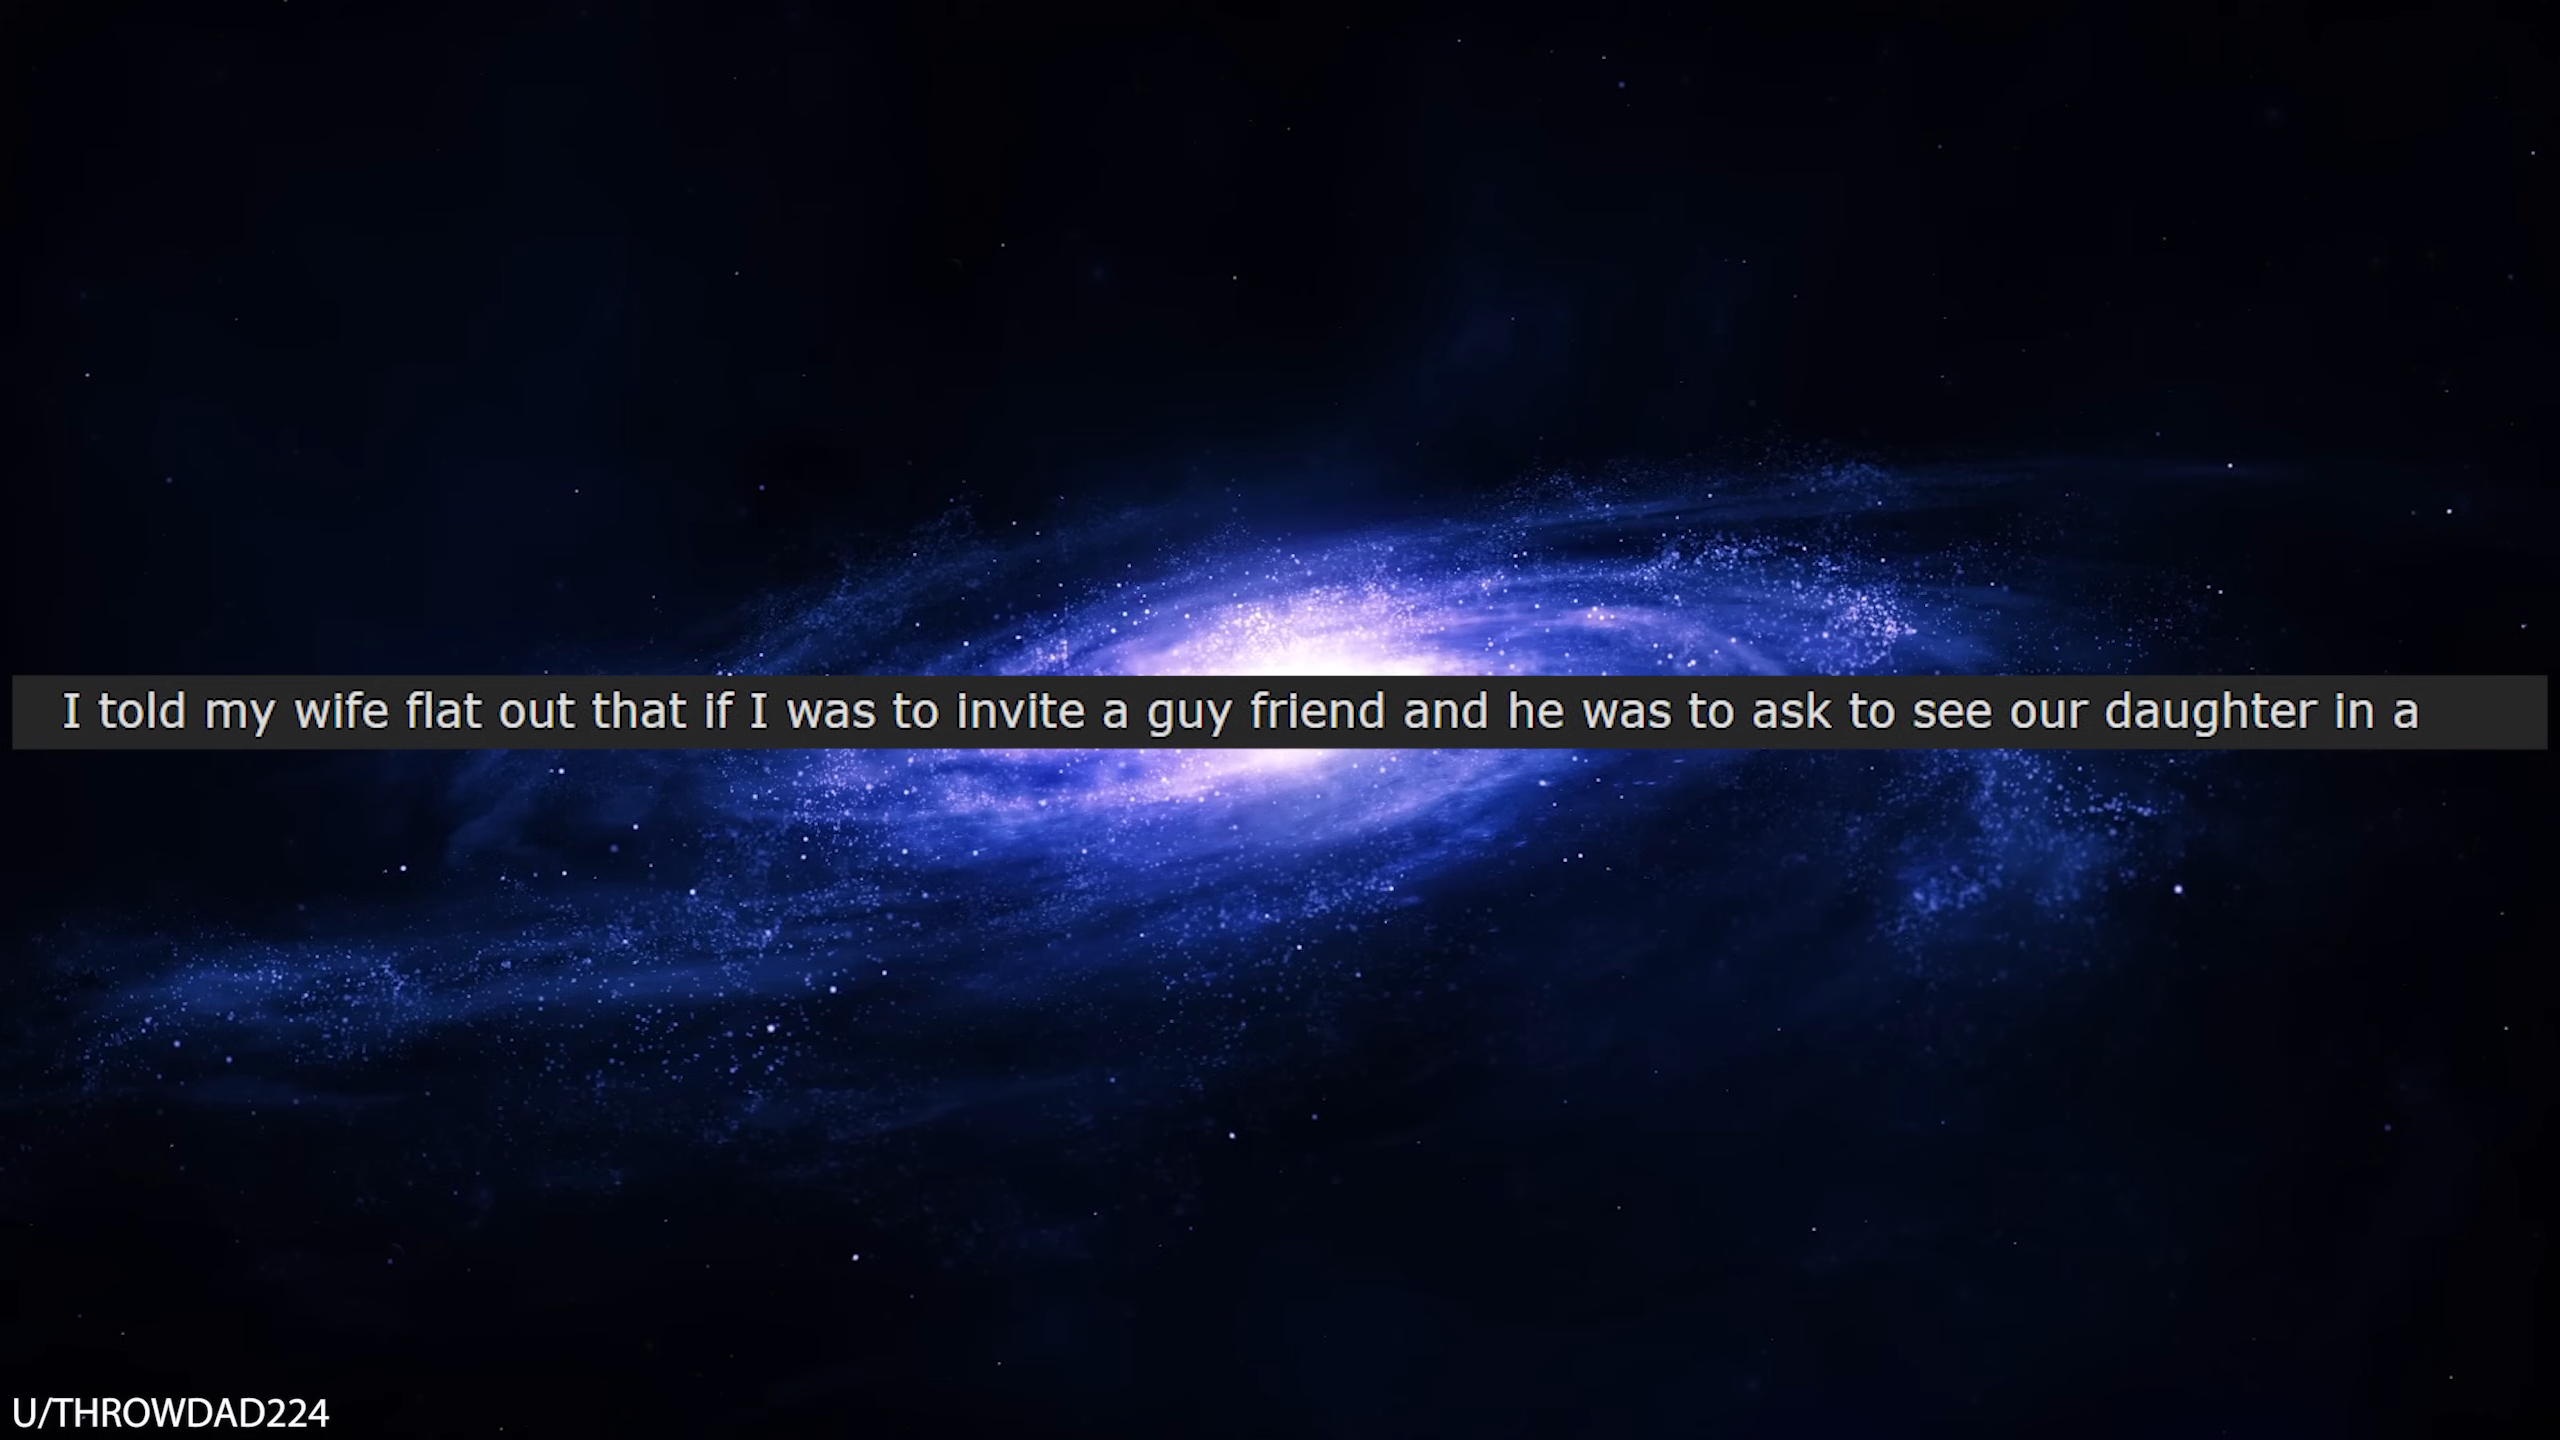 I told my wife flat out that if I was to invite a guy friend and he was to ask to see our daughter in a
U/THROWDAD224